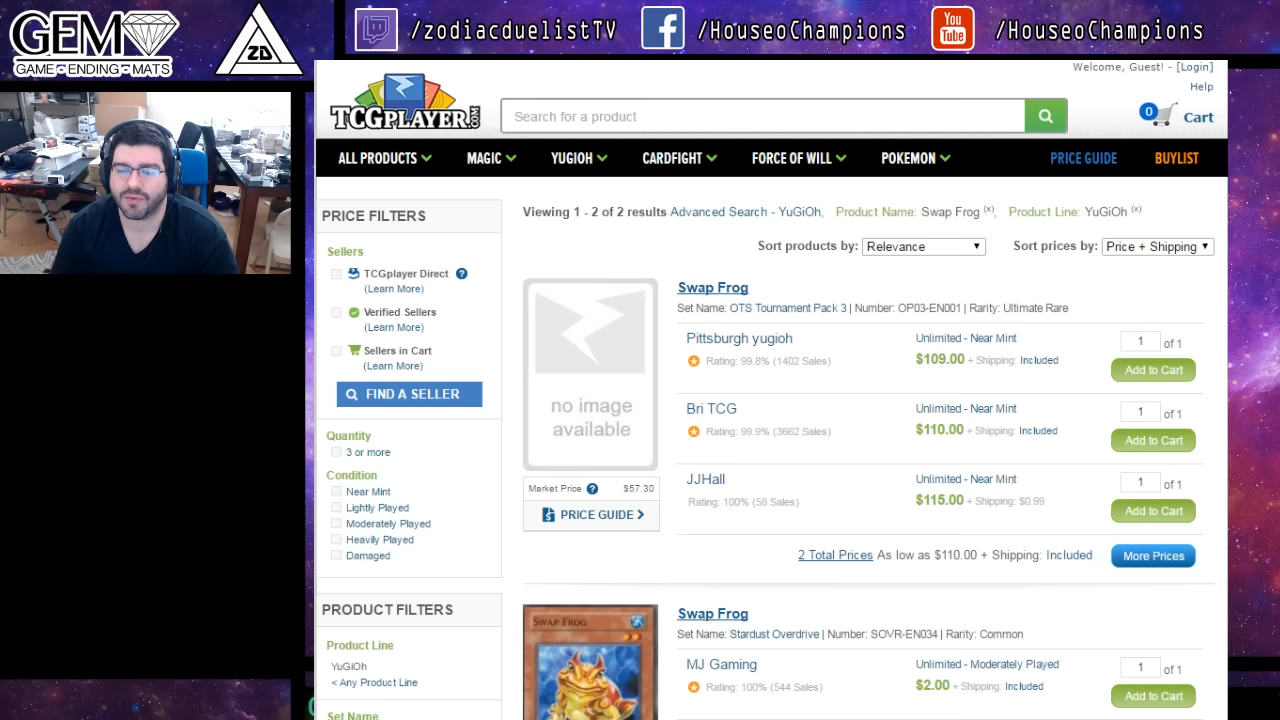 GEM
GAME-ENDING-MATS
ZD
/zodiacduelistTV
/HouseoChampions
You Tube
/HouseoChampions
Welcome, Guest! - [Login]
Help
TCGPLAYER.COM
Search for a product
0 Cart
ALL PRODUCTS
MAGIC
YUGIOH
CARDFIGHT
FORCE OF WILL
POKEMON
PRICE GUIDE
BUYLIST
PRICE FILTERS
Sellers
TCGplayer Direct ?
(Learn More)
Verified Sellers
(Learn More)
Sellers in Cart
(Learn More)
FIND A SELLER
Quantity
3 or more
Condition
Near Mint
Lightly Played
Moderately Played
Heavily Played
Damaged
PRODUCT FILTERS
Product Line
YuGiOh
< Any Product Line
Set Name
Viewing 1 - 2 of 2 results Advanced Search - YuGiOh, Product Name: Swap Frog (x), Product Line: YuGiOh (x)
Sort products by: Relevance
Sort prices by: Price + Shipping
no image
available
Market Price ? $57.30
PRICE GUIDE
Swap Frog
Set Name: OTS Tournament Pack 3 | Number: OP03-EN001 | Rarity: Ultimate Rare
Pittsburgh yugioh
Rating: 99.8% (1402 Sales)
Unlimited - Near Mint
$109.00 + Shipping: Included
1 of 1
Add to Cart
Bri TCG
Rating: 99.9% (3662 Sales)
Unlimited - Near Mint
$110.00 + Shipping: Included
1 of 1
Add to Cart
JJHall
Rating: 100% (58 Sales)
Unlimited - Near Mint
$115.00 + Shipping: $0.99
1 of 1
Add to Cart
2 Total Prices As low as $110.00 + Shipping: Included
More Prices
SWAP FROG
Swap Frog
Set Name: Stardust Overdrive | Number: SOVR-EN034 | Rarity: Common
MJ Gaming
Rating: 100% (544 Sales)
Unlimited - Moderately Played
$2.00 + Shipping: Included
1 of 1
Add to Cart